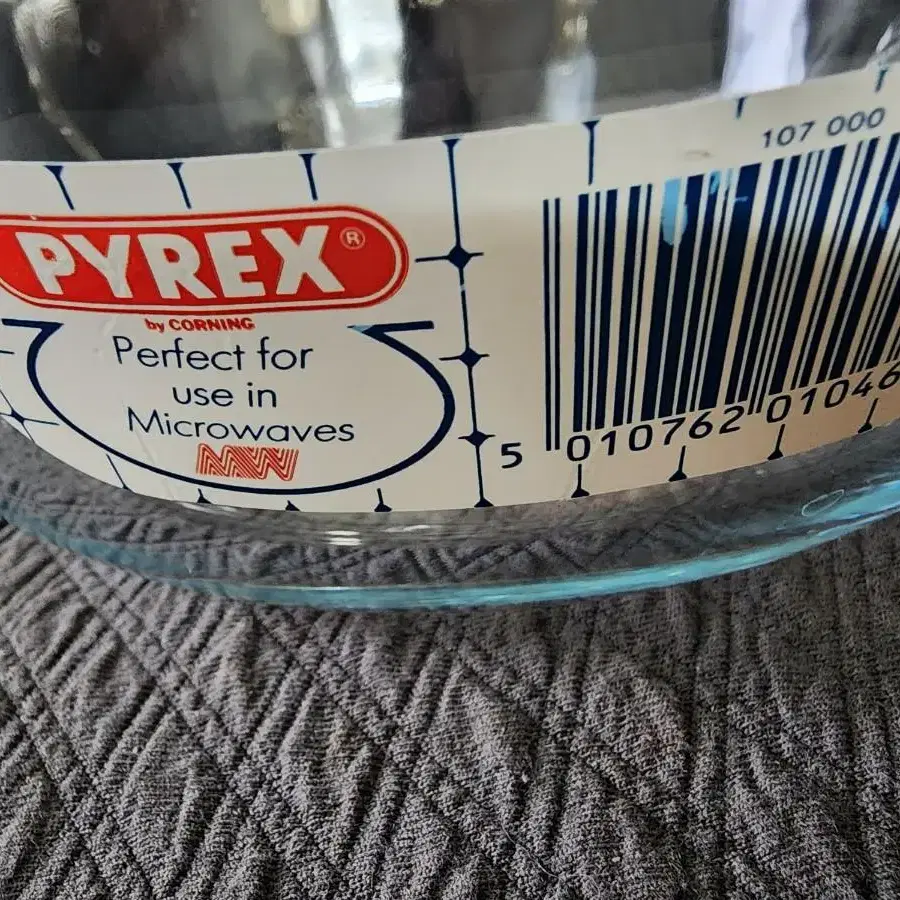 107 000
PYREX®
by CORNING
Perfect for
use in
Microwaves
MW
5 010762 01046